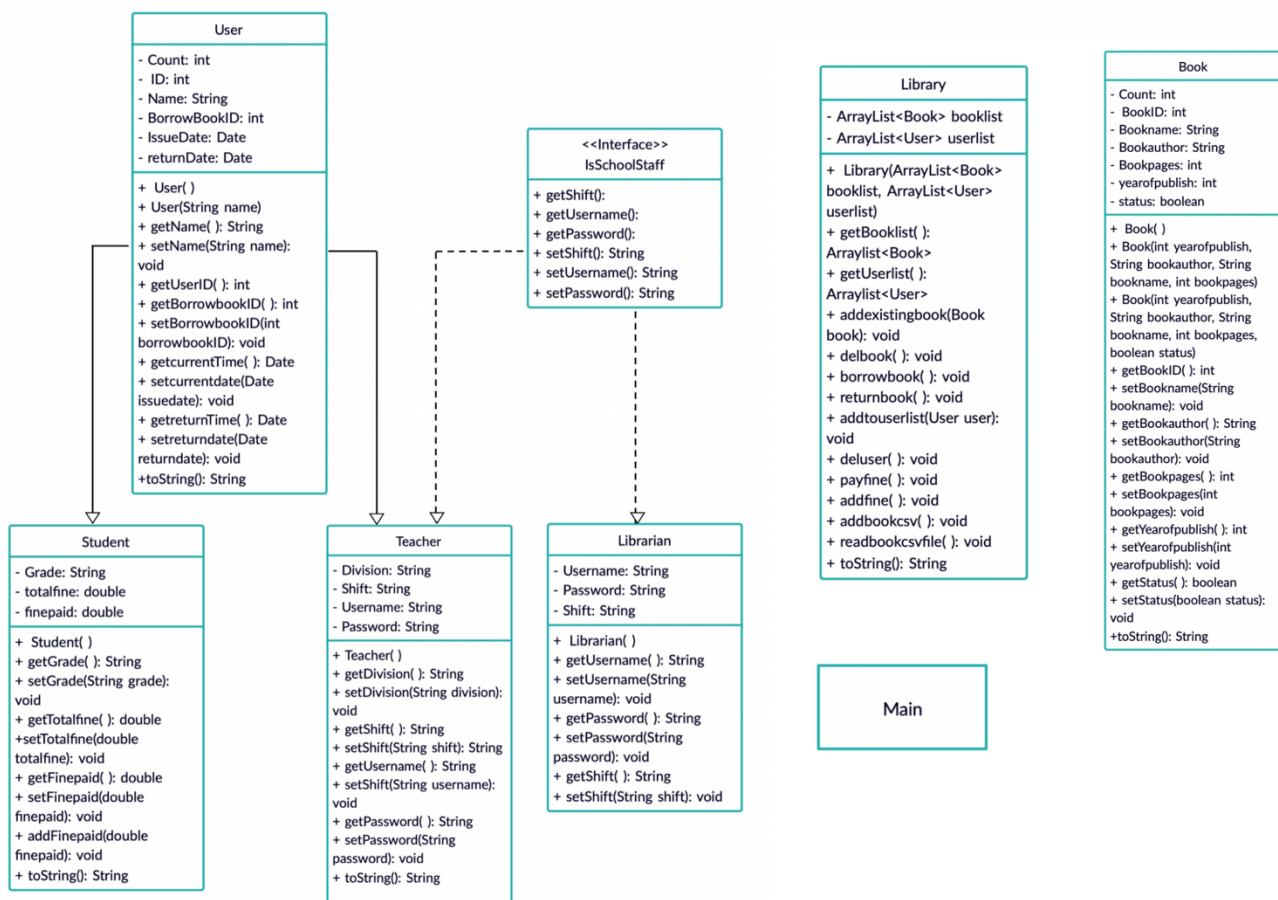 User
- Count: int
- ID: int
- Name: String
- BorrowBookID: int
- IssueDate: Date
- returnDate: Date
+ User( )
+ User(String name)
+ getName( ): String
+ setName(String name):
void
+ getUserID( ): int
+ getBorrowbookID( ): int
+ setBorrowbookID(int
borrowbookID): void
+ getcurrentTime( ): Date
+ setcurrentdate(Date
issuedate): void
+ getreturnTime( ): Date
+ setreturndate(Date
returndate): void
+toString(): String
<<Interface>>
IsSchoolStaff
+ getShift():
+ getUsername():
+ getPassword():
+ setShift(): String
+ setUsername(): String
+ setPassword(): String
Library
- ArrayList<Book> booklist
- ArrayList<User> userlist
+ Library(ArrayList<Book>
booklist, ArrayList<User>
userlist)
+ getBooklist( ):
Arraylist<Book>
+ getUserlist( ):
Arraylist<User>
+ addexistingbook(Book
book): void
+ delbook( ): void
+ borrowbook( ): void
+ returnbook( ): void
+ addtouserlist(User user):
void
+ deluser( ): void
+ payfine( ): void
+ addfine( ): void
+ addbookcsv( ): void
+ readbookcsvfile( ): void
+ toString(): String
Book
- Count: int
- BookID: int
- Bookname: String
- Bookauthor: String
- Bookpages: int
- yearofpublish: int
- status: boolean
+ Book( )
+ Book(int yearofpublish,
String bookauthor, String
bookname, int bookpages)
+ Book(int yearofpublish,
String bookauthor, String
bookname, int bookpages,
boolean status)
+ getBookID( ): int
+ setBookname(String
bookname): void
+ getBookauthor( ): String
+ setBookauthor(String
bookauthor): void
+ getBookpages( ): int
+ setBookpages(int
bookpages): void
+ getYearofpublish( ): int
+ setYearofpublish(int
yearofpublish): void
+ getStatus( ): boolean
+ setStatus(boolean status):
void
+toString(): String
Student
- Grade: String
- totalfine: double
- finepaid: double
+ Student( )
+ getGrade( ): String
+ setGrade(String grade):
void
+ getTotalfine( ): double
+setTotalfine(double
totalfine): void
+ getFinepaid( ): double
+ setFinepaid(double
finepaid): void
+ addFinepaid(double
finepaid): void
+ toString(): String
Teacher
- Division: String
- Shift: String
- Username: String
- Password: String
+ Teacher( )
+ getDivision( ): String
+ setDivision(String division):
void
+ getShift( ): String
+ setShift(String shift): String
+ getUsername( ): String
+ setShift(String username):
void
+ getPassword( ): String
+ setPassword(String
password): void
+ toString(): String
Librarian
- Username: String
- Password: String
- Shift: String
+ Librarian( )
+ getUsername( ): String
+ setUsername(String
username): void
+ getPassword( ): String
+ setPassword(String
password): void
+ getShift( ): String
+ setShift(String shift): void
Main